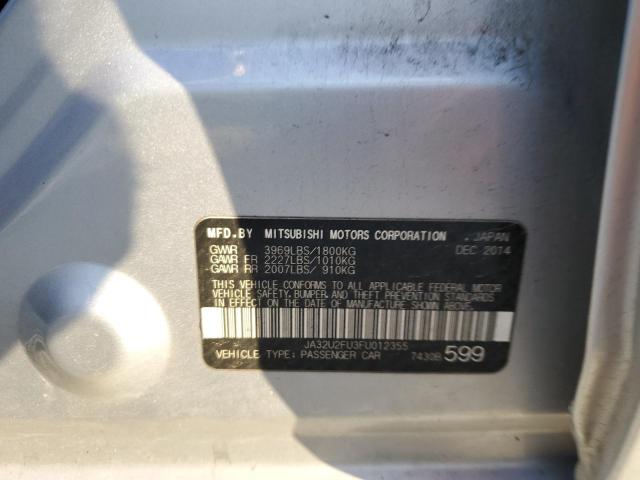 MFD.BY MITSUBISHI MOTORS CORPORATION , JAPAN
GVWR 3969LBS/1800KG DEC 2014
GAWR FR 2227LBS/1010KG
GAWR RR 2007LBS/ 910KG
THIS VEHICLE CONFORMS TO ALL APPLICABLE FEDERAL MOTOR
VEHICLE SAFETY, BUMPER, AND THEFT PREVENTION STANDARDS
IN EFFECT ON THE DATE OF MANUFACTURE SHOWN ABOVE.
JA32U2FU3FU012355
VEHICLE TYPE: PASSENGER CAR 7430B 599